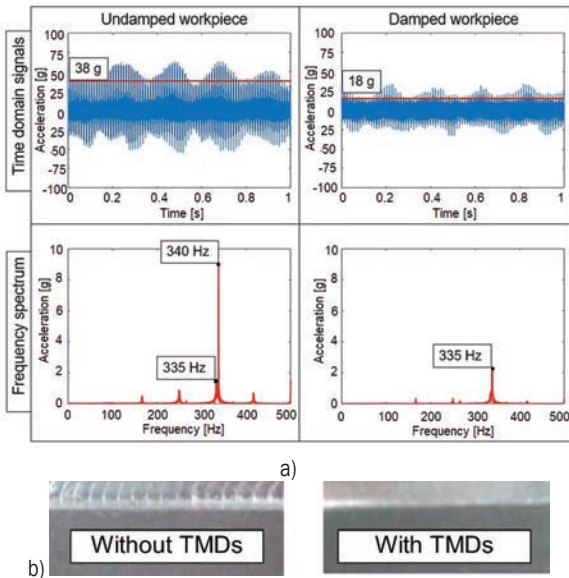 Undamped workpiece
Damped workpiece
Time domain signals
Acceleration [g]
100
75
50
25
0
25
50
75
-100
38 g
0
0.2
0.4
0.6
0.8
1
Time [s]
Acceleration [g]
100
75
50
25
0
-25
-50
-75
-100
18 g
0
0.2
0.4
0.6
0.8
1
Time [s]
Frequency spectrum
Acceleration [g]
10
8
6
4
2
0
340 Hz
335 Hz
0
100
200
300
400
500
Frequency [Hz]
Acceleration [g]
10
8
6
4
2
0
335 Hz
0
100
200
300
400
500
Frequency [Hz]
a)
b)
Without TMDs
With TMDs